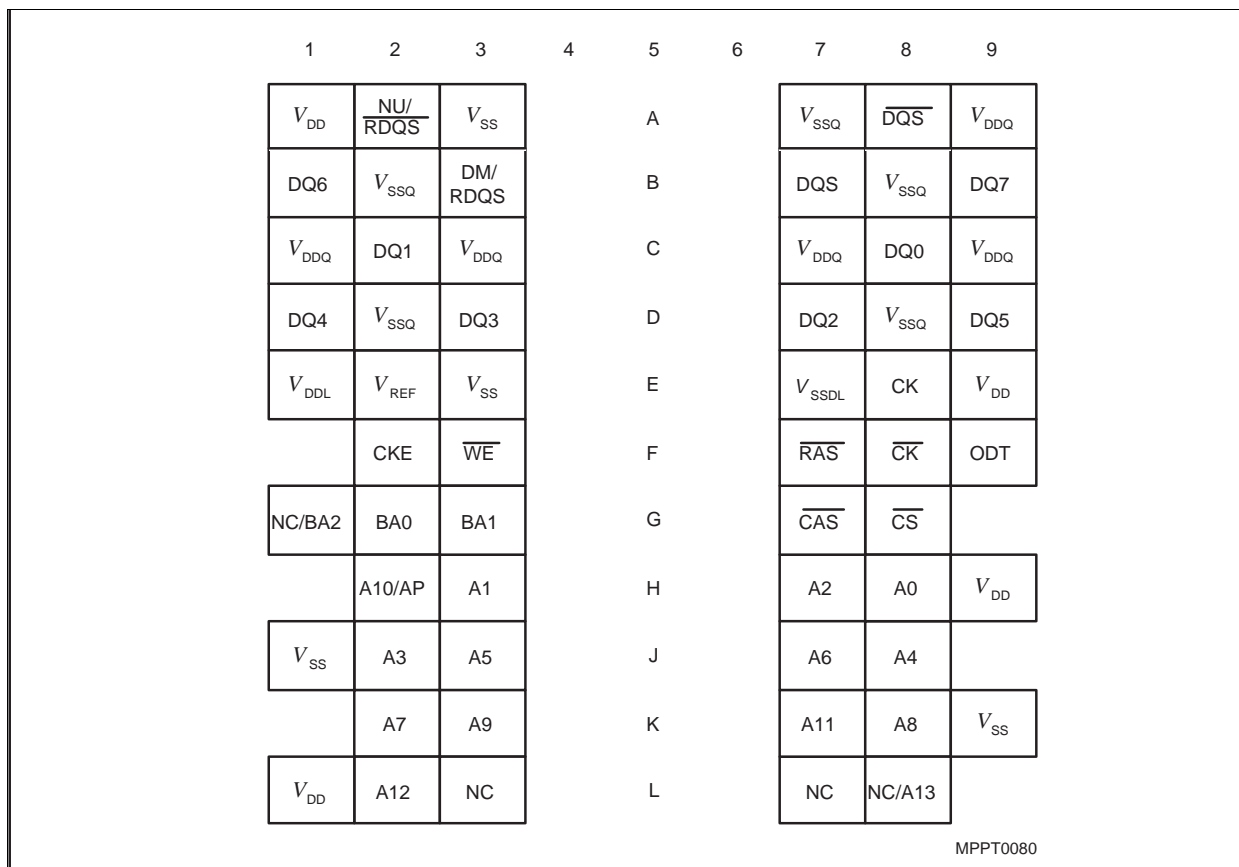 1 2 3 4 5 6 7 8 9
VDD NU/RDQS VSS A VSSQ DQS VDDQ
DQ6 VSSQ DM/RDQS B DQS VSSQ DQ7
VDDQ DQ1 VDDQ C VDDQ DQ0 VDDQ
DQ4 VSSQ DQ3 D DQ2 VSSQ DQ5
VDDL VREF VSS E VSSDL CK VDD
CKE WE F RAS CK ODT
NC/BA2 BA0 BA1 G CAS CS
A10/AP A1 H A2 A0 VDD
VSS A3 A5 J A6 A4
A7 A9 K A11 A8 VSS
VDD A12 NC L NC NC/A13
MPPT0080